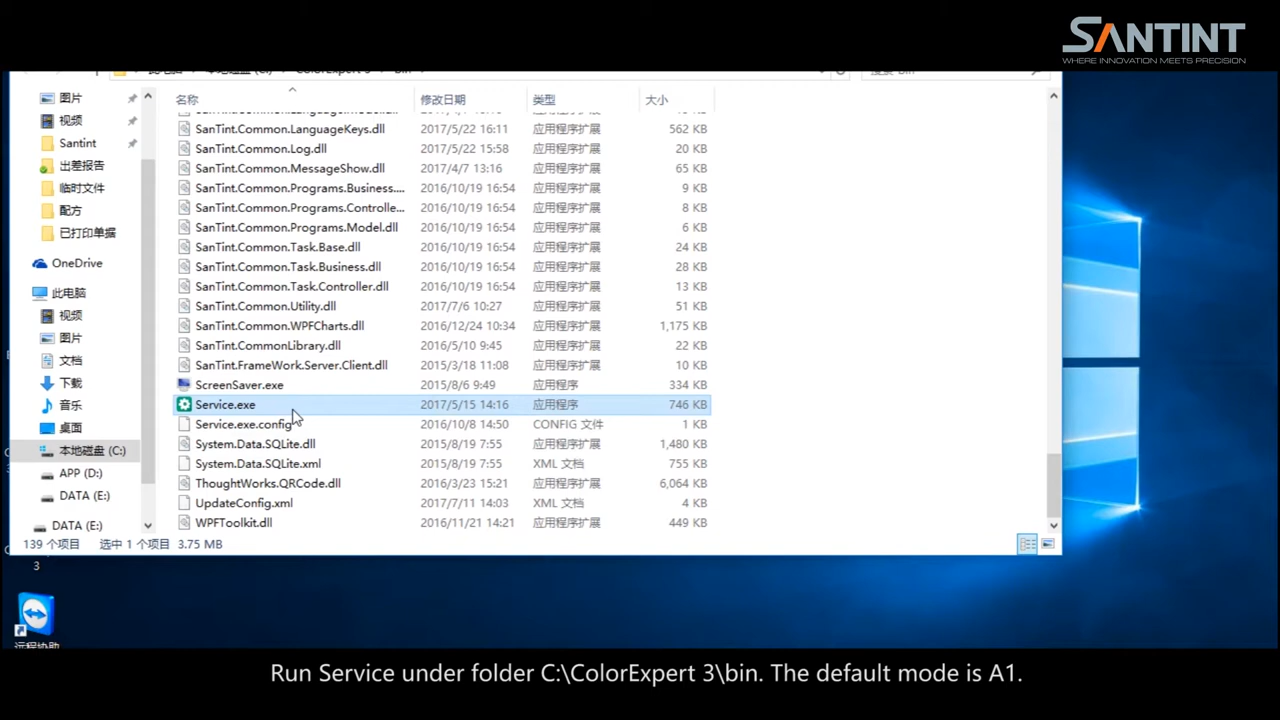 SANTINT
WHERE INNOVATION MEETS PRECISION
名称 修改日期 类型 大小
图片
视频
Santint
出差报告
临时文件
配方
已打印单据
OneDrive
此电脑
视频
图片
文档
下载
音乐
桌面
本地磁盘 (C:)
APP (D:)
DATA (E:)
DATA (E:)
SanTint.Common.LanguageKeys.dll 2017/5/22 16:11 应用程序扩展 562 KB
SanTint.Common.Log.dll 2017/5/22 15:58 应用程序扩展 20 KB
SanTint.Common.MessageShow.dll 2017/4/7 13:16 应用程序扩展 65 KB
SanTint.Common.Programs.Business.... 2016/10/19 16:54 应用程序扩展 9 KB
SanTint.Common.Programs.Controlle... 2016/10/19 16:54 应用程序扩展 8 KB
SanTint.Common.Programs.Model.dll 2016/10/19 16:54 应用程序扩展 6 KB
SanTint.Common.Task.Base.dll 2016/10/19 16:54 应用程序扩展 24 KB
SanTint.Common.Task.Business.dll 2016/10/19 16:54 应用程序扩展 28 KB
SanTint.Common.Task.Controller.dll 2016/10/19 16:54 应用程序扩展 13 KB
SanTint.Common.Utility.dll 2017/7/6 10:27 应用程序扩展 51 KB
SanTint.Common.WPFCharts.dll 2016/12/24 10:34 应用程序扩展 1,175 KB
SanTint.CommonLibrary.dll 2016/5/10 9:45 应用程序扩展 22 KB
SanTint.FrameWork.Server.Client.dll 2015/3/18 11:08 应用程序扩展 10 KB
ScreenSaver.exe 2015/8/6 9:49 应用程序 334 KB
Service.exe 2017/5/15 14:16 应用程序 746 KB
Service.exe.config 2016/10/8 14:50 CONFIG 文件 1 KB
System.Data.SQLite.dll 2015/8/19 7:55 应用程序扩展 1,480 KB
System.Data.SQLite.xml 2015/8/19 7:55 XML 文档 755 KB
ThoughtWorks.QRCode.dll 2016/3/23 15:21 应用程序扩展 6,064 KB
UpdateConfig.xml 2017/7/11 14:03 XML 文档 4 KB
WPFToolkit.dll 2016/11/21 14:21 应用程序扩展 449 KB
139 个项目 选中 1 个项目 3.75 MB
3
Run Service under folder C:\ColorExpert 3\bin. The default mode is A1.